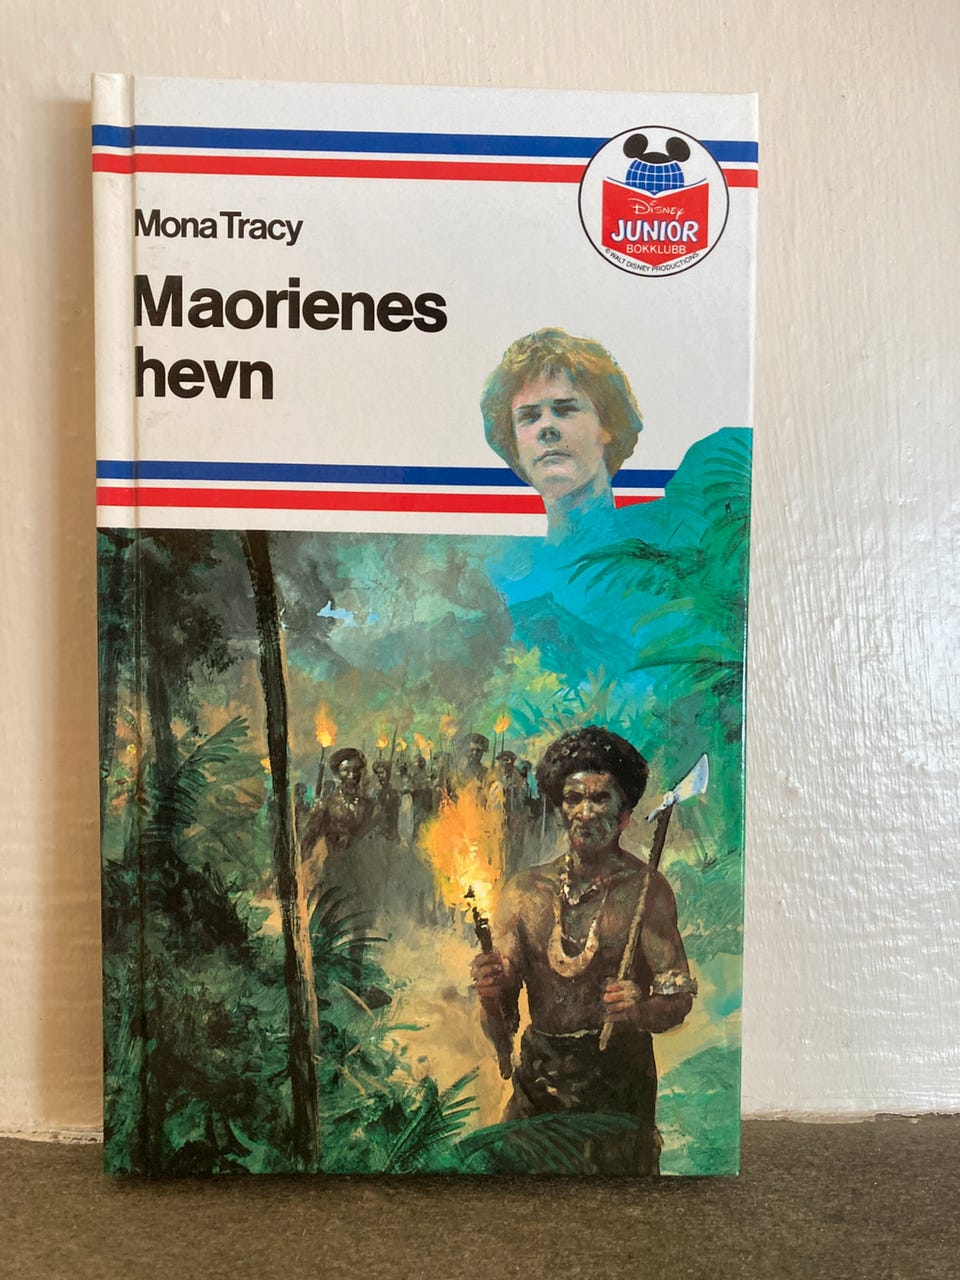 Mona Tracy
Maorienes
hevn
DISNEY
JUNIOR
BOKKLUBB
© WALT DISNEY PRODUCTIONS